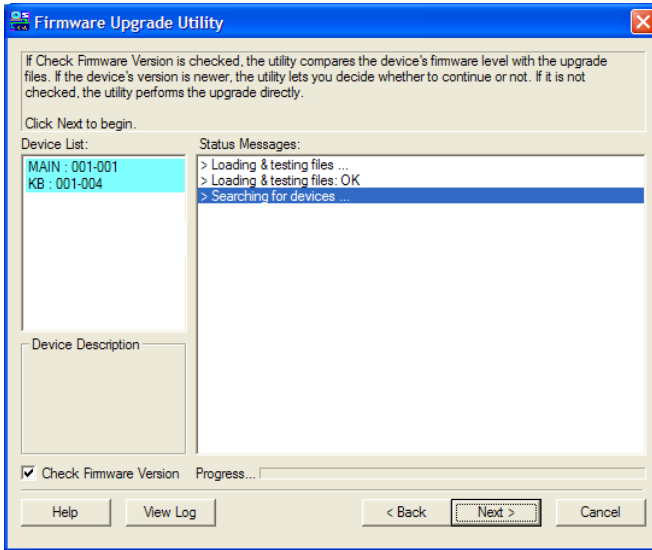 Firmware Upgrade Utility
If Check Firmware Version is checked, the utility compares the device's firmware level with the upgrade
files. If the device's version is newer, the utility lets you decide whether to continue or not. If it is not
checked, the utility performs the upgrade directly.
Click Next to begin.
Device List:
Status Messages:
MAIN : 001-001
KB : 001-004
> Loading & testing files ...
> Loading & testing files: OK
> Searching for devices ...
Device Description
Check Firmware Version
Progress...
Help
View Log
< Back
Next >
Cancel